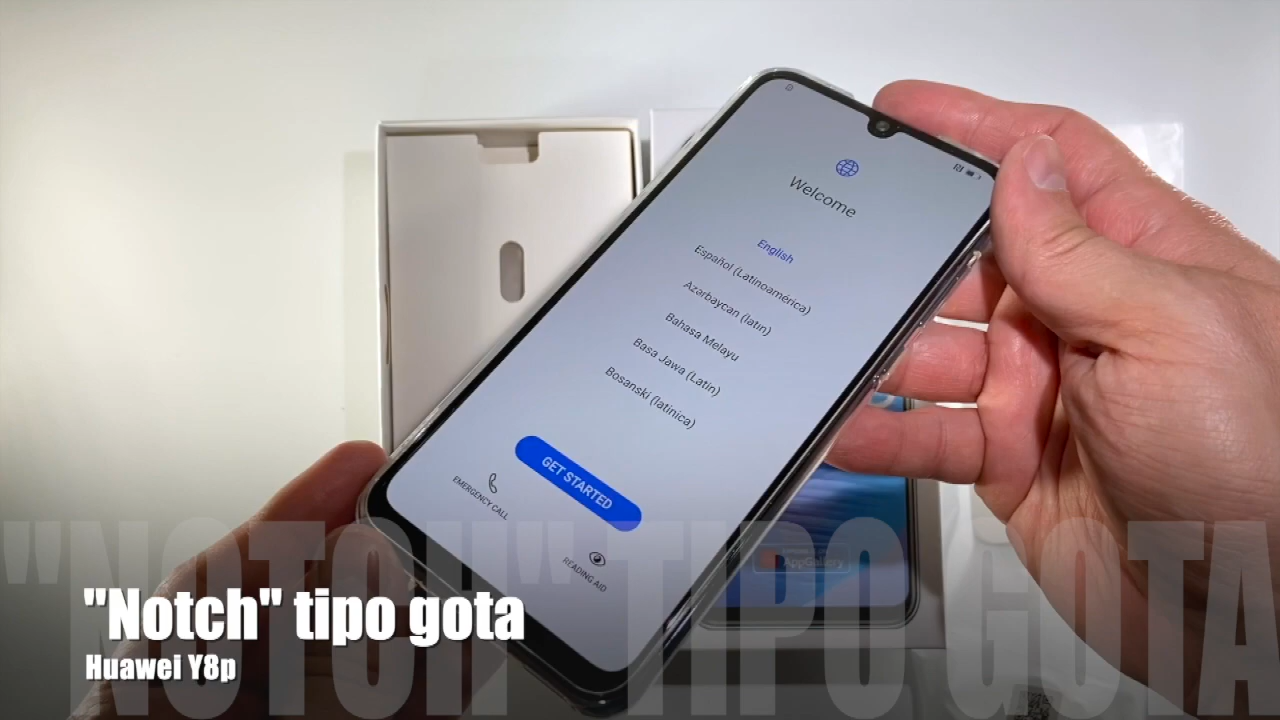 Welcome
English
Español (Latinoamérica)
Azərbaycan (latın)
Bahasa Melayu
Basa Jawa (Latin)
Bosanski (latinica)
GET STARTED
EMERGENCY CALL
READING AID
AppGallery
"NOTCH" TIPO GOTA
"Notch" tipo gota
Huawei Y8p